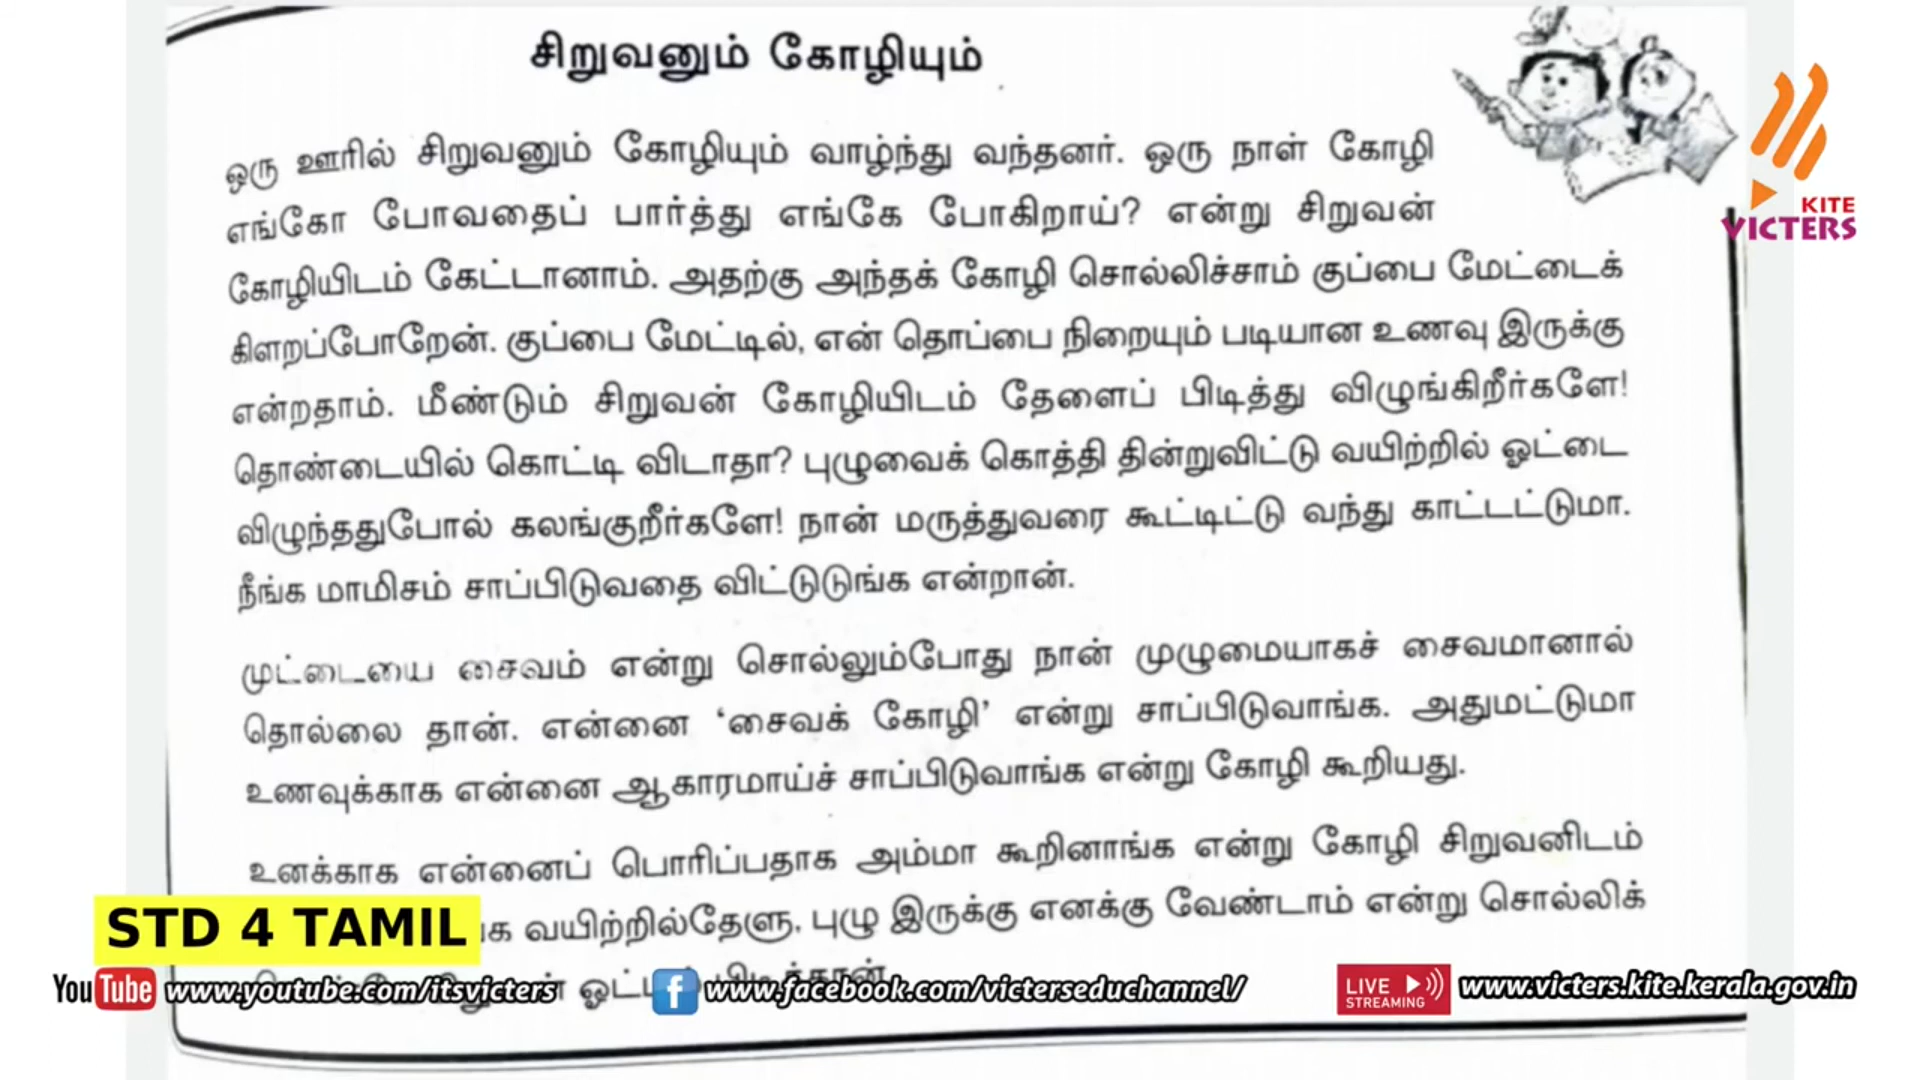 சிறுவனும் கோழியும்
ஒரு ஊரில் சிறுவனும் கோழியும் வாழ்ந்து வந்தனர். ஒரு நாள் கோழி
எங்கோ போவதைப் பார்த்து எங்கே போகிறாய்? என்று சிறுவன்
கோழியிடம் கேட்டானாம். அதற்கு அந்தக் கோழி சொல்லிச்சாம் குப்பை மேட்டைக்
கிளறப்போறேன். குப்பை மேட்டில், என் தொப்பை நிறையும் படியான உணவு இருக்கு
என்றதாம். மீண்டும் சிறுவன் கோழியிடம் தேளைப் பிடித்து விழுங்கிறீர்களே!
தொண்டையில் கொட்டி விடாதா? புழுவைக் கொத்தி தின்றுவிட்டு வயிற்றில் ஓட்டை
விழுந்ததுபோல் கலங்குறீர்களே! நான் மருத்துவரை கூட்டிட்டு வந்து காட்டட்டுமா.
நீங்க மாமிசம் சாப்பிடுவதை விட்டுடுங்க என்றான்.
முட்டையை சைவம் என்று சொல்லும்போது நான் முழுமையாகச் சைவமானால்
தொல்லை தான். என்னை ‘சைவக் கோழி’ என்று சாப்பிடுவாங்க. அதுமட்டுமா
உணவுக்காக என்னை ஆகாரமாய்ச் சாப்பிடுவாங்க என்று கோழி கூறியது.
உனக்காக என்னைப் பொரிப்பதாக அம்மா கூறினாங்க என்று கோழி சிறுவனிடம்
வயிற்றில்தேளு, புழு இருக்கு எனக்கு வேண்டாம் என்று சொல்லிக்
KITE
VICTERS
STD 4 TAMIL
You Tube www.youtube.com/itsvicters
f www.facebook.com/victerseduchannel/
LIVE STREAMING www.victers.kite.kerala.gov.in